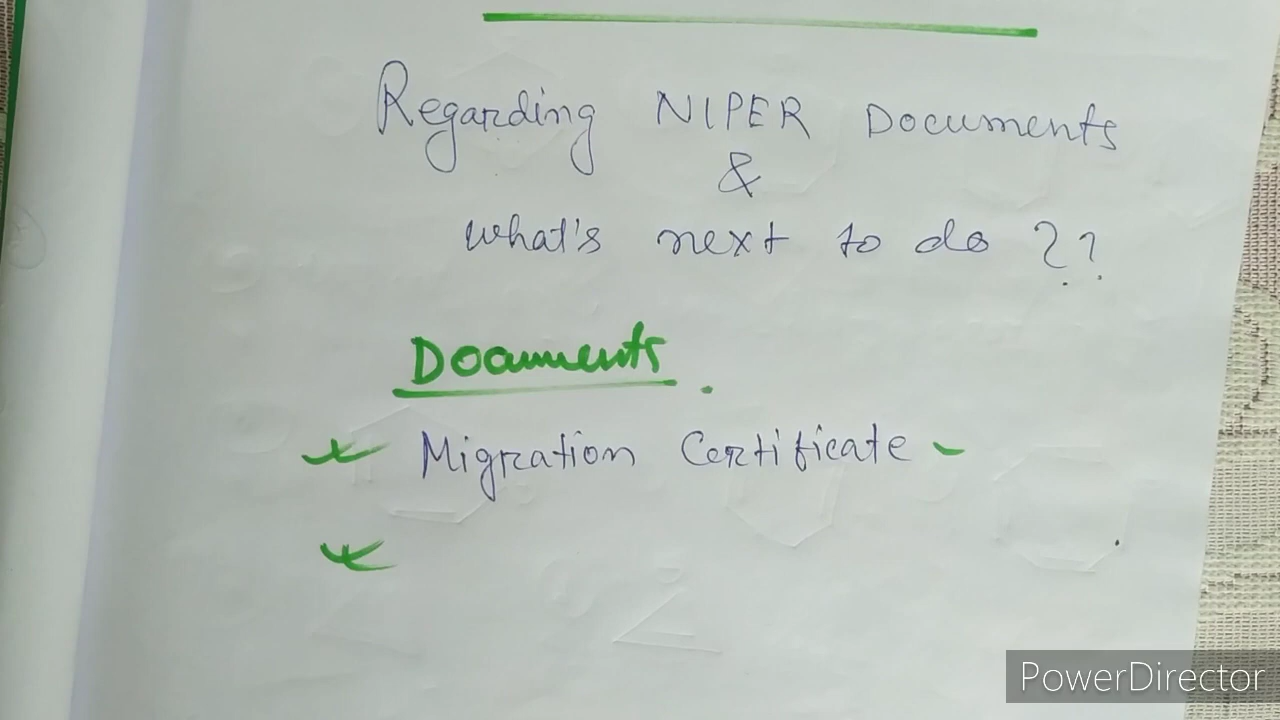 Regarding NIPER Documents
&
what's next to do ??
Documents.
Migration Certificate -
PowerDirector